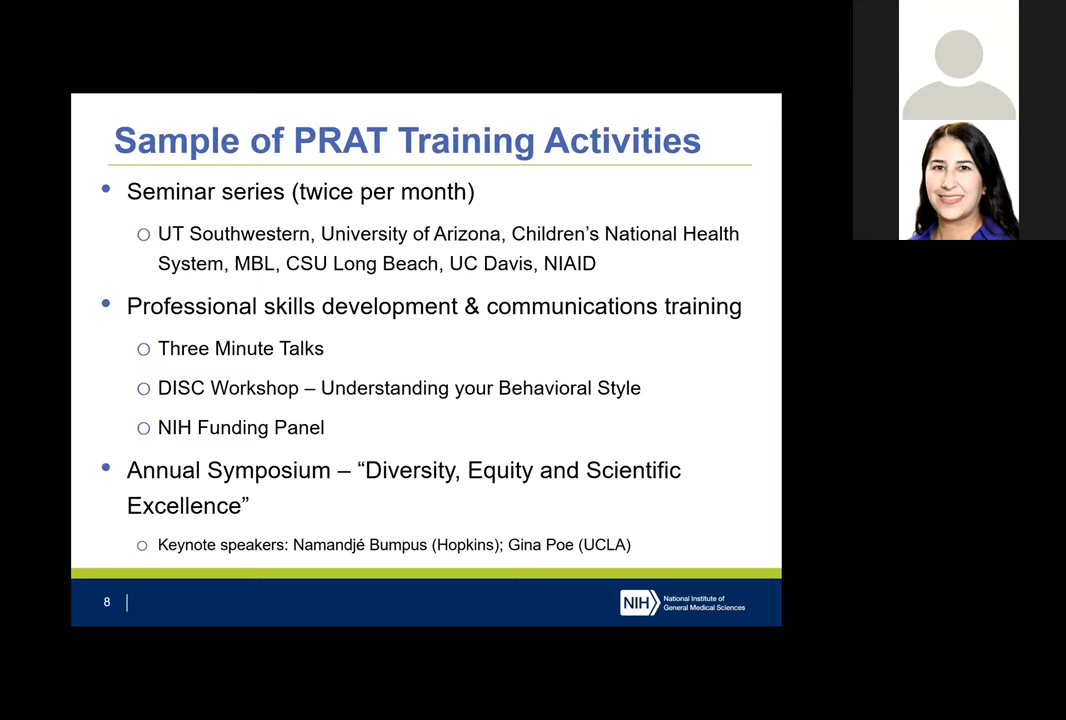 Sample of PRAT Training Activities
• Seminar series (twice per month)
○ UT Southwestern, University of Arizona, Children’s National Health
System, MBL, CSU Long Beach, UC Davis, NIAID
• Professional skills development & communications training
○ Three Minute Talks
○ DISC Workshop – Understanding your Behavioral Style
○ NIH Funding Panel
• Annual Symposium – “Diversity, Equity and Scientific
Excellence”
○ Keynote speakers: Namandjé Bumpus (Hopkins); Gina Poe (UCLA)
8
NIH
National Institute of
General Medical Sciences